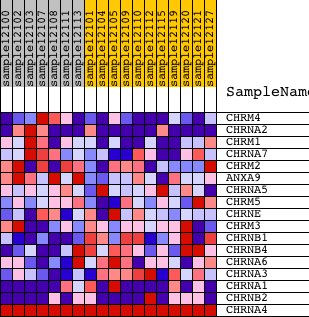 sample12100
sample12102
sample12103
sample12107
sample12108
sample12111
sample12113
sample12101
sample12104
sample12105
sample12109
sample12110
sample12112
sample12115
sample12119
sample12120
sample12121
sample12127
SampleName
CHRM4
CHRNA2
CHRM1
CHRNA7
CHRM2
ANXA9
CHRNA5
CHRM5
CHRNE
CHRM3
CHRNB1
CHRNB4
CHRNA6
CHRNA3
CHRNA1
CHRNB2
CHRNA4